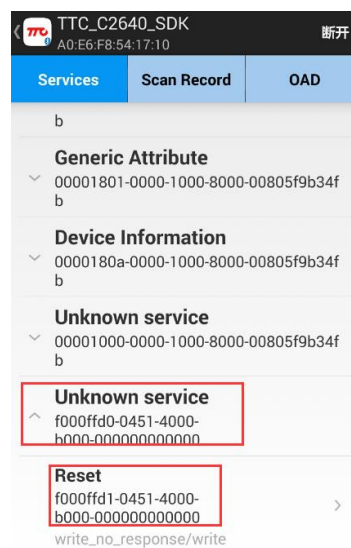 TTC_C2640_SDK
TTC
A0:E6:F8:54:17:10
断开
Services
Scan Record
OAD
b
Generic Attribute
00001801-0000-1000-8000-00805f9b34f
b
Device Information
0000180a-0000-1000-8000-00805f9b34f
b
Unknown service
00001000-0000-1000-8000-00805f9b34f
b
Unknown service
f000ffd0-0451-4000-
b000-000000000000
Reset
f000ffd1-0451-4000-
b000-000000000000
write_no_response/write